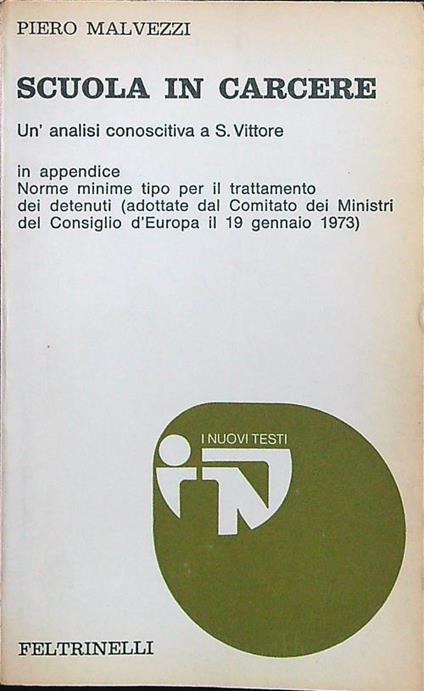 PIERO MALVEZZI
SCUOLA IN CARCERE
Un' analisi conoscitiva a S. Vittore
in appendice
Norme minime tipo per il trattamento
dei detenuti (adottate dal Comitato dei Ministri
del Consiglio d'Europa il 19 gennaio 1973)
I NUOVI TESTI
iN
FELTRINELLI